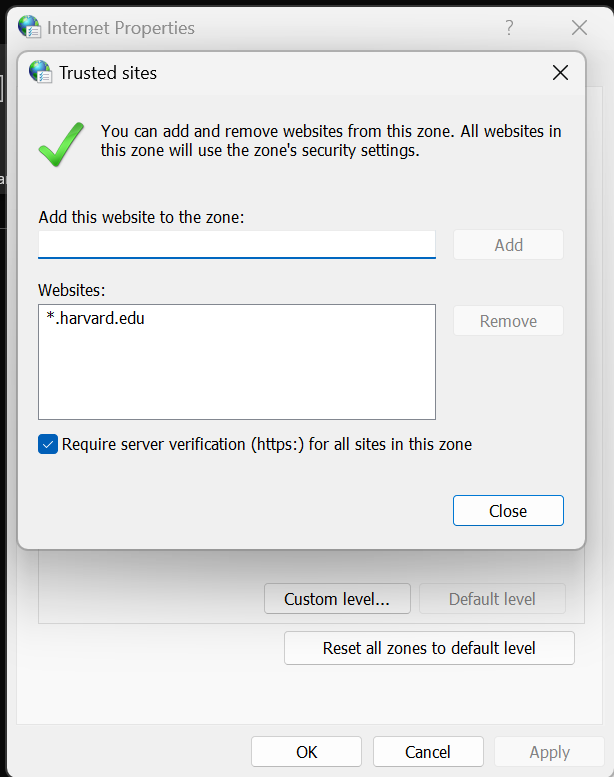 Internet Properties
?
Trusted sites
You can add and remove websites from this zone. All websites in
this zone will use the zone's security settings.
Add this website to the zone:
Add
Websites:
*.harvard.edu
Remove
Require server verification (https:) for all sites in this zone
Close
Custom level...
Default level
Reset all zones to default level
OK
Cancel
Apply